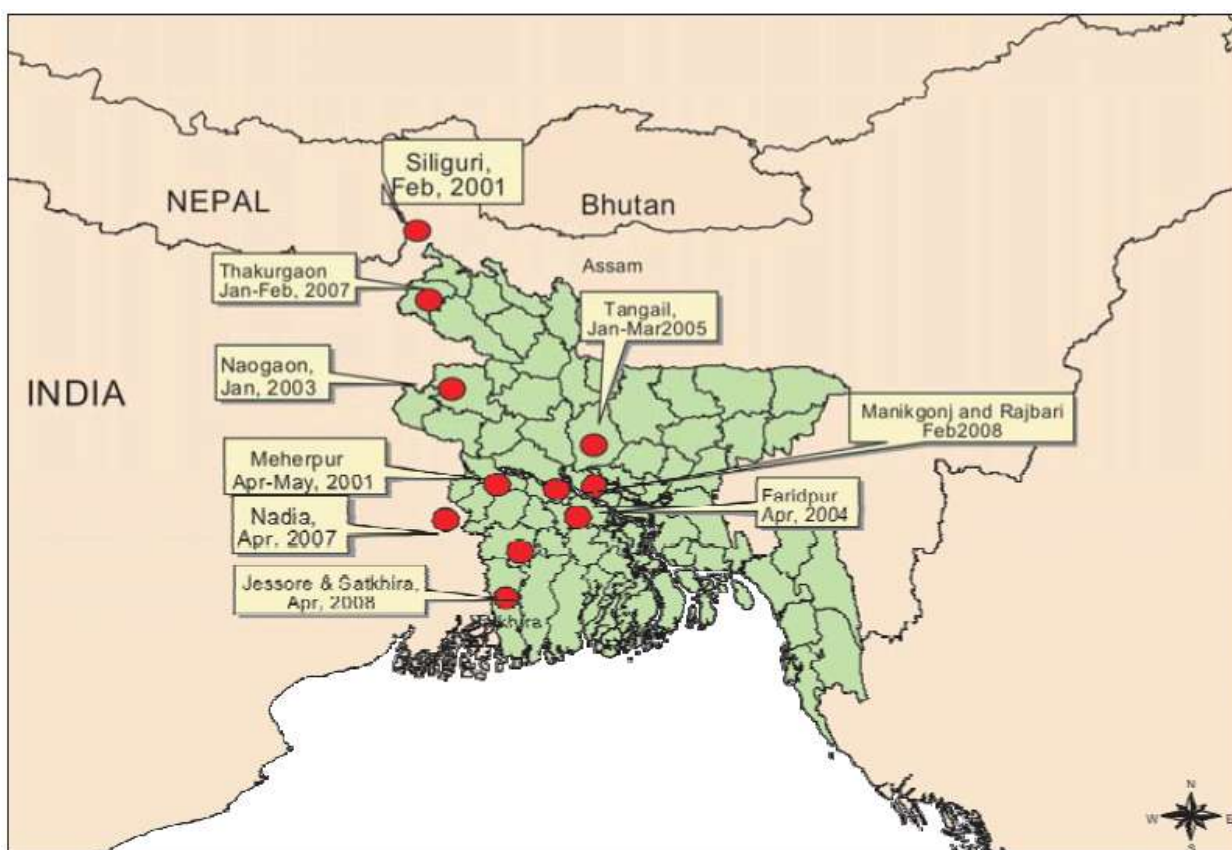 Siliguri,
Feb, 2001
NEPAL
Bhutan
Thakurgaon
Jan-Feb, 2007
Assam
Tangail,
Jan-Mar2005
Naogaon,
Jan, 2003
INDIA
Manikgonj and Rajbari
Feb2008
Meherpur
Apr-May, 2001
Faridpur
Apr, 2004
Nadia,
Apr, 2007
Jessore & Satkhira,
Apr, 2008
Satkhira
N
W E
S